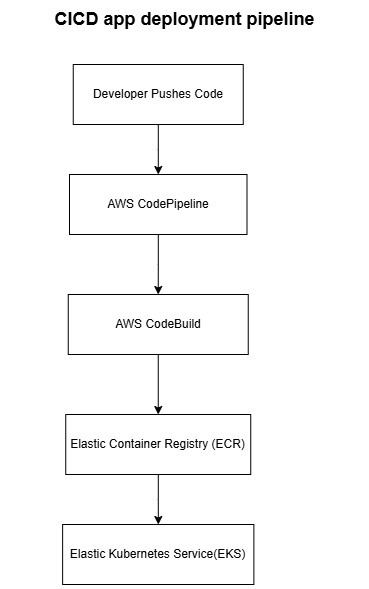 CICD app deployment pipeline
Developer Pushes Code
AWS CodePipeline
AWS CodeBuild
Elastic Container Registry (ECR)
Elastic Kubernetes Service(EKS)